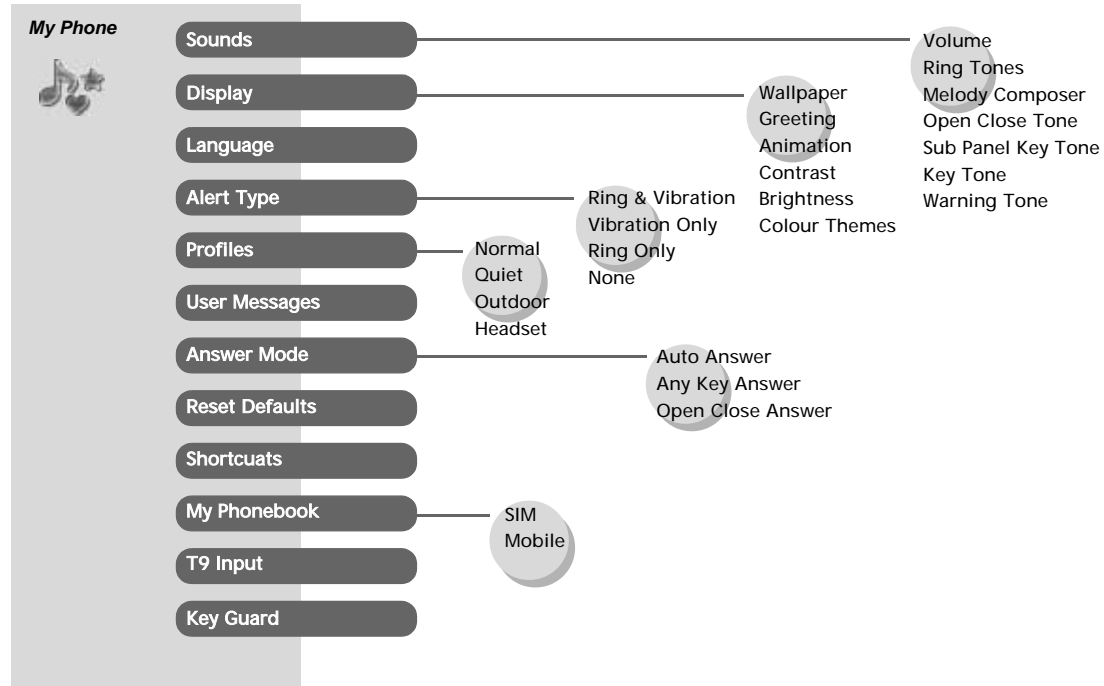 My Phone
Sounds
Volume
Ring Tones
Melody Composer
Open Close Tone
Sub Panel Key Tone
Key Tone
Warning Tone
Display
Wallpaper
Greeting
Animation
Contrast
Brightness
Colour Themes
Language
Alert Type
Ring & Vibration
Vibration Only
Ring Only
None
Profiles
Normal
Quiet
Outdoor
Headset
User Messages
Answer Mode
Auto Answer
Any Key Answer
Open Close Answer
Reset Defaults
Shortcuats
My Phonebook
SIM
Mobile
T9 Input
Key Guard